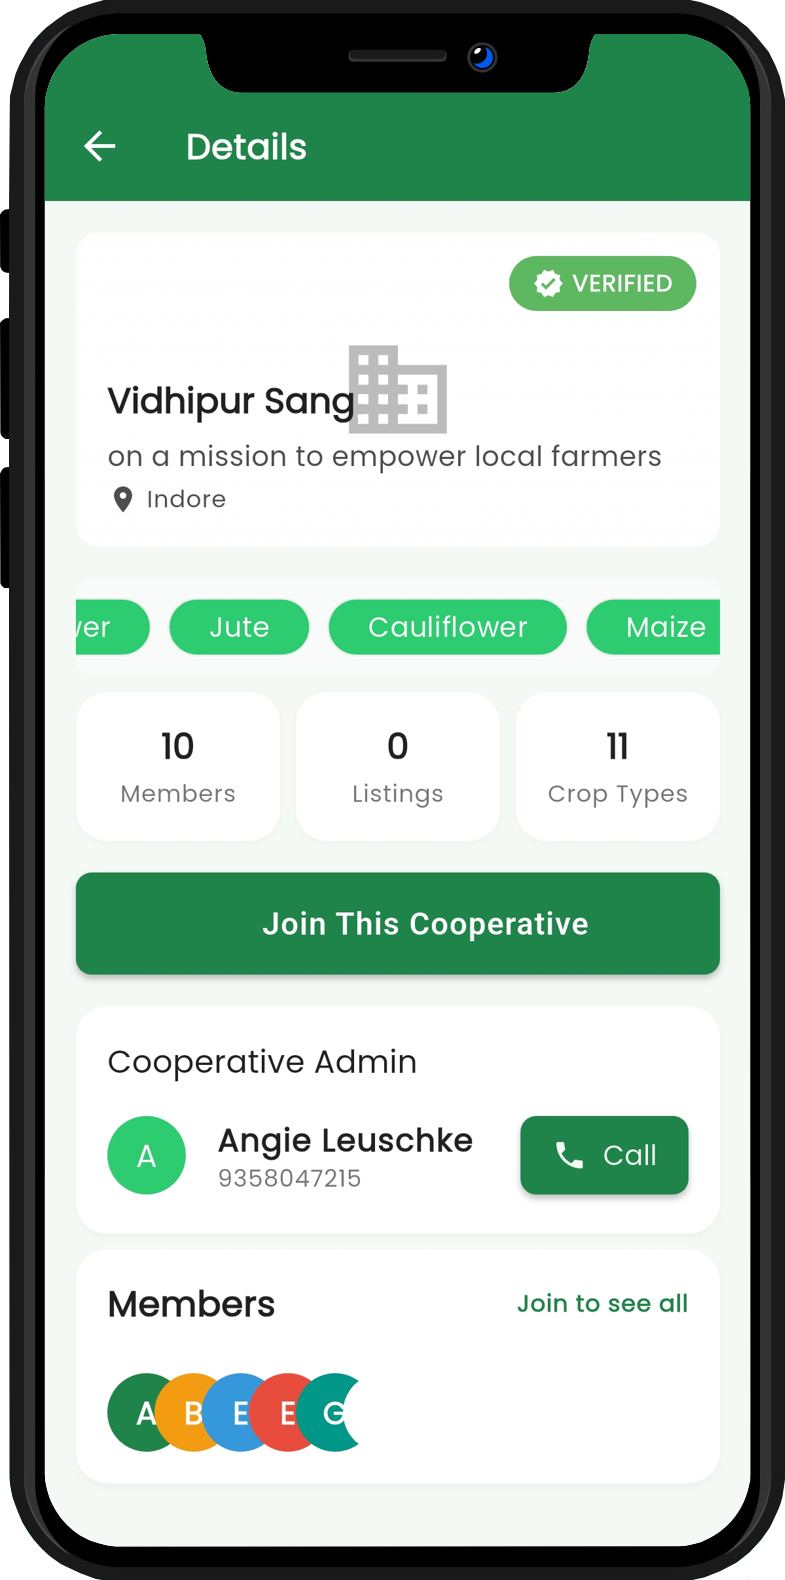 Details
VERIFIED
Vidhipur Sang
on a mission to empower local farmers
Indore
wer Jute Cauliflower Maize
10 0 11
Members Listings Crop Types
Join This Cooperative
Cooperative Admin
A Angie Leuschke
9358047215
Call
Members Join to see all
A B E E G